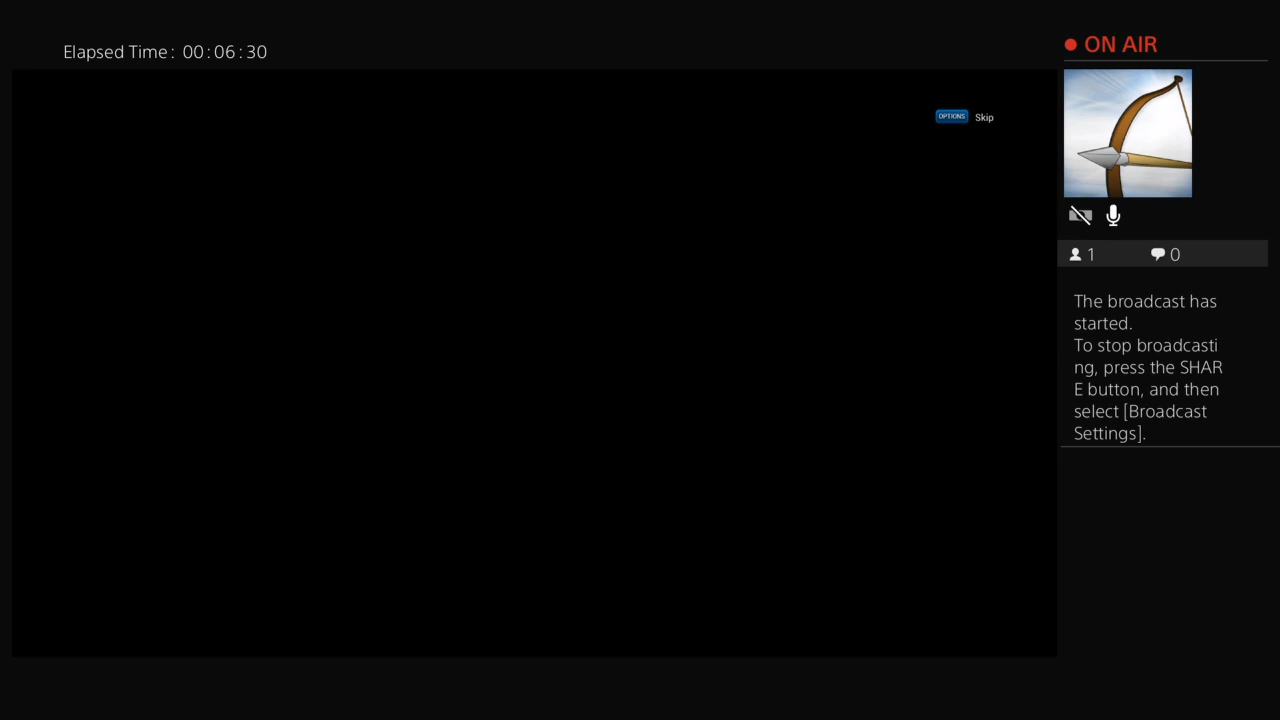 Elapsed Time: 00:06:30
ON AIR
OPTIONS Skip
1 0
The broadcast has
started.
To stop broadcasti
ng, press the SHAR
E button, and then
select [Broadcast
Settings].